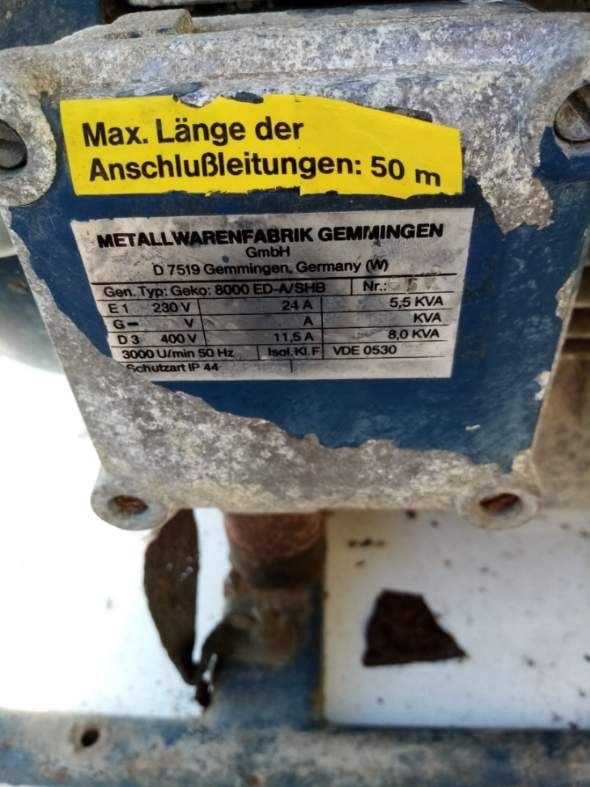 Max. Länge der
Anschlußleitungen: 50 m
METALLWARENFABRIK GEMMINGEN
GmbH
D 7519 Gemmingen, Germany (W)
Gen. Typ: Geko: 8000 ED-A/SHB Nr.:
E 1 230 V 24 A 5,5 KVA
G– V A KVA
D 3 400 V 11,5 A 8,0 KVA
3000 U/min 50 Hz Isol. Kl. F VDE 0530
Schutzart IP 44